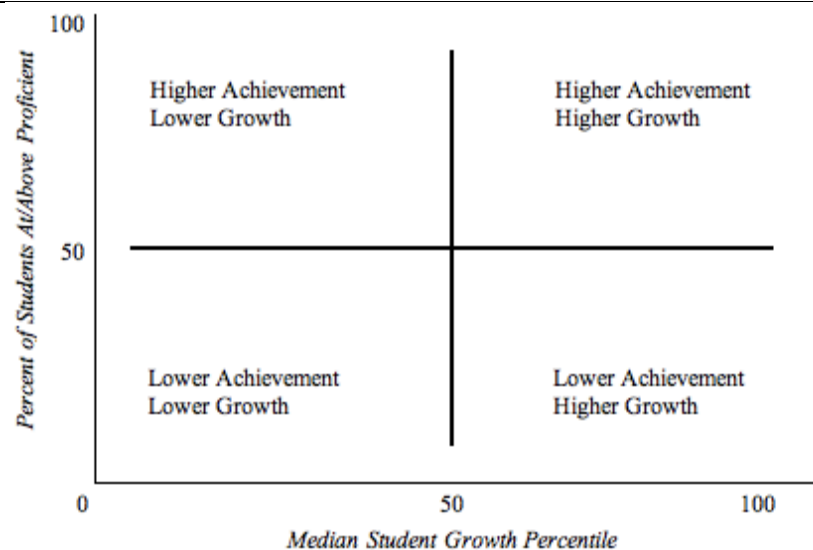 100
Percent of Students At/Above Proficient
Higher Achievement
Lower Growth
Higher Achievement
Higher Growth
50
Lower Achievement
Lower Growth
Lower Achievement
Higher Growth
0
50
100
Median Student Growth Percentile